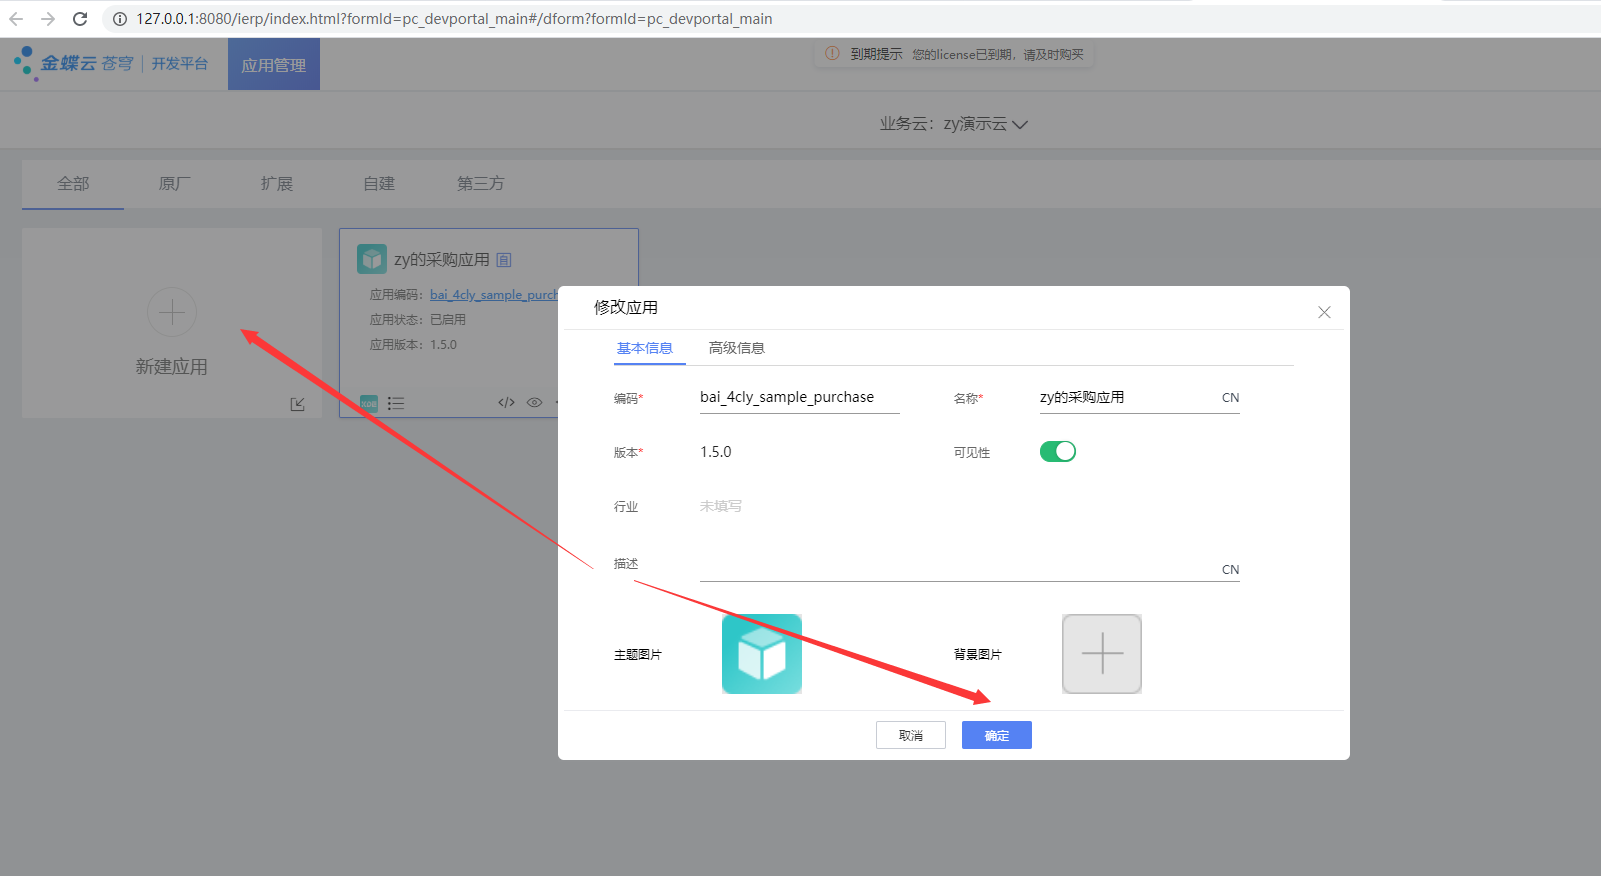 127.0.0.1:8080/ierp/index.html?formId=pc_devportal_main#/dform?formId=pc_devportal_main
金蝶云 苍穹 | 开发平台
应用管理
到期提示 您的license已到期，请及时购买
业务云： zy演示云
全部 原厂 扩展 自建 第三方
新建应用
zy的采购应用 自
应用编码： bai_4cly_sample_purch
应用状态： 已启用
应用版本： 1.5.0
修改应用
基本信息 高级信息
编码* bai_4cly_sample_purchase 名称* zy的采购应用 CN
版本* 1.5.0 可见性
行业 未填写
描述 CN
主题图片 背景图片
取消 确定